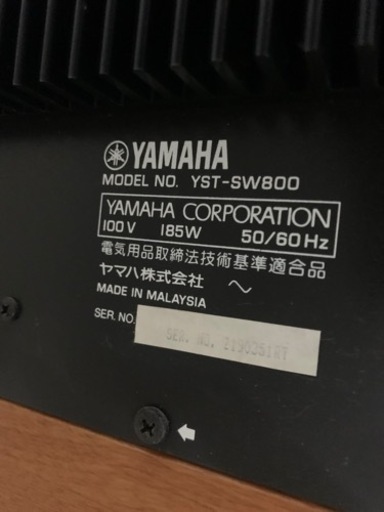 YAMAHA
MODEL NO. YST-SW800
YAMAHA CORPORATION
100V 185W 50/60Hz
電気用品取締法技術基準適合品
ヤマハ株式会社 ～
MADE IN MALAYSIA
SER. NO.
SER. NO.